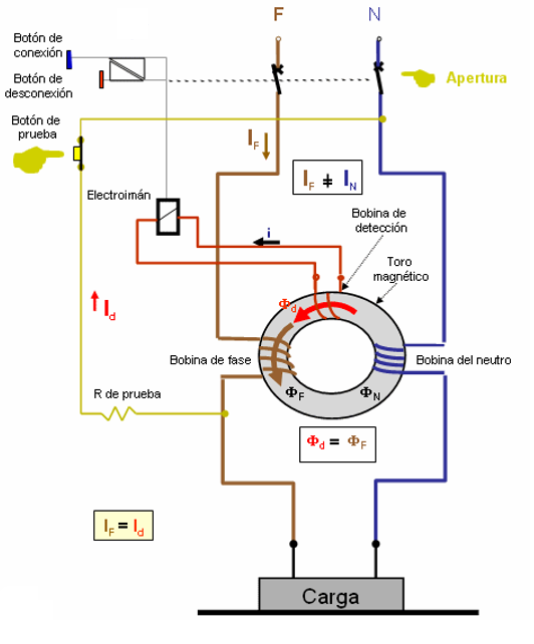 F
N
Botón de
conexión
Botón de
desconexión
Apertura
Botón de
prueba
I_F
I_F ≠ I_N
Electroimán
Bobina de
detección
i
Toro
magnético
Φ_d
I_d
Bobina de fase
Bobina del neutro
Φ_F
Φ_N
R de prueba
Φ_d = Φ_F
I_F = I_d
Carga